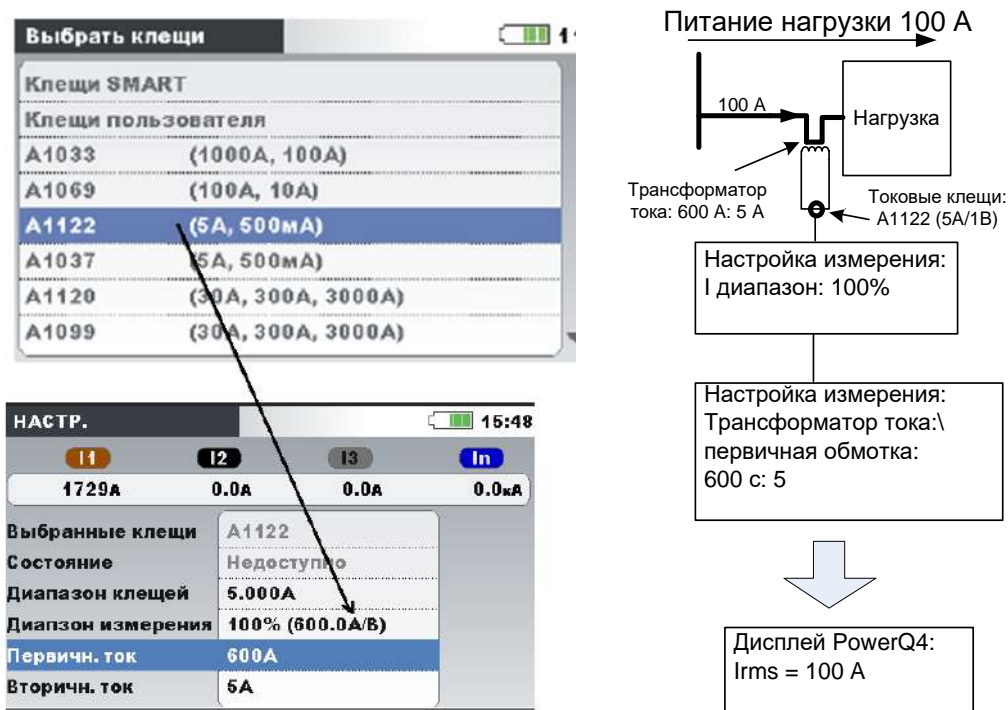 Выбрать клещи
Клещи SMART
Клещи пользователя
A1033 (1000A, 100A)
A1069 (100A, 10A)
A1122 (5A, 500мA)
A1037 (5A, 500мA)
A1120 (30A, 300A, 3000A)
A1099 (30A, 300A, 3000A)
НАСТР.
15:48
I1 I2 I3 In
1729A 0.0A 0.0A 0.0кA
Выбранные клещи A1122
Состояние Недоступно
Диапазон клещей 5.000A
Диапзон измерения 100% (600.0A/В)
Первичн. ток 600A
Вторичн. ток 5A
Питание нагрузки 100 А
100 А
Нагрузка
Трансформатор
тока: 600 А: 5 А
Токовые клещи:
А1122 (5А/1В)
Настройка измерения:
I диапазон: 100%
Настройка измерения:
Трансформатор тока:\
первичная обмотка:
600 с: 5
Дисплей PowerQ4:
Irms = 100 А